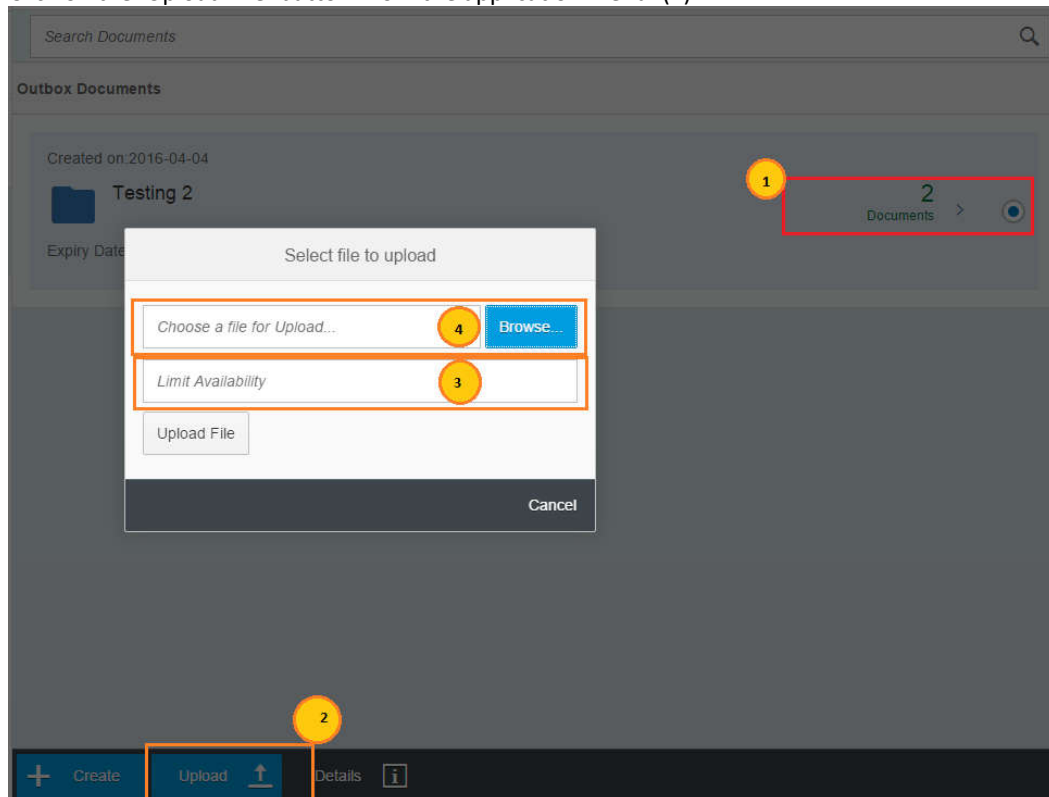 Search Documents
Outbox Documents
Created on:2016-04-04
Testing 2
1
2
Documents >
Expiry Date
Select file to upload
Choose a file for Upload...
4
Browse...
Limit Availability
3
Upload File
Cancel
2
+ Create
Upload
Details
i